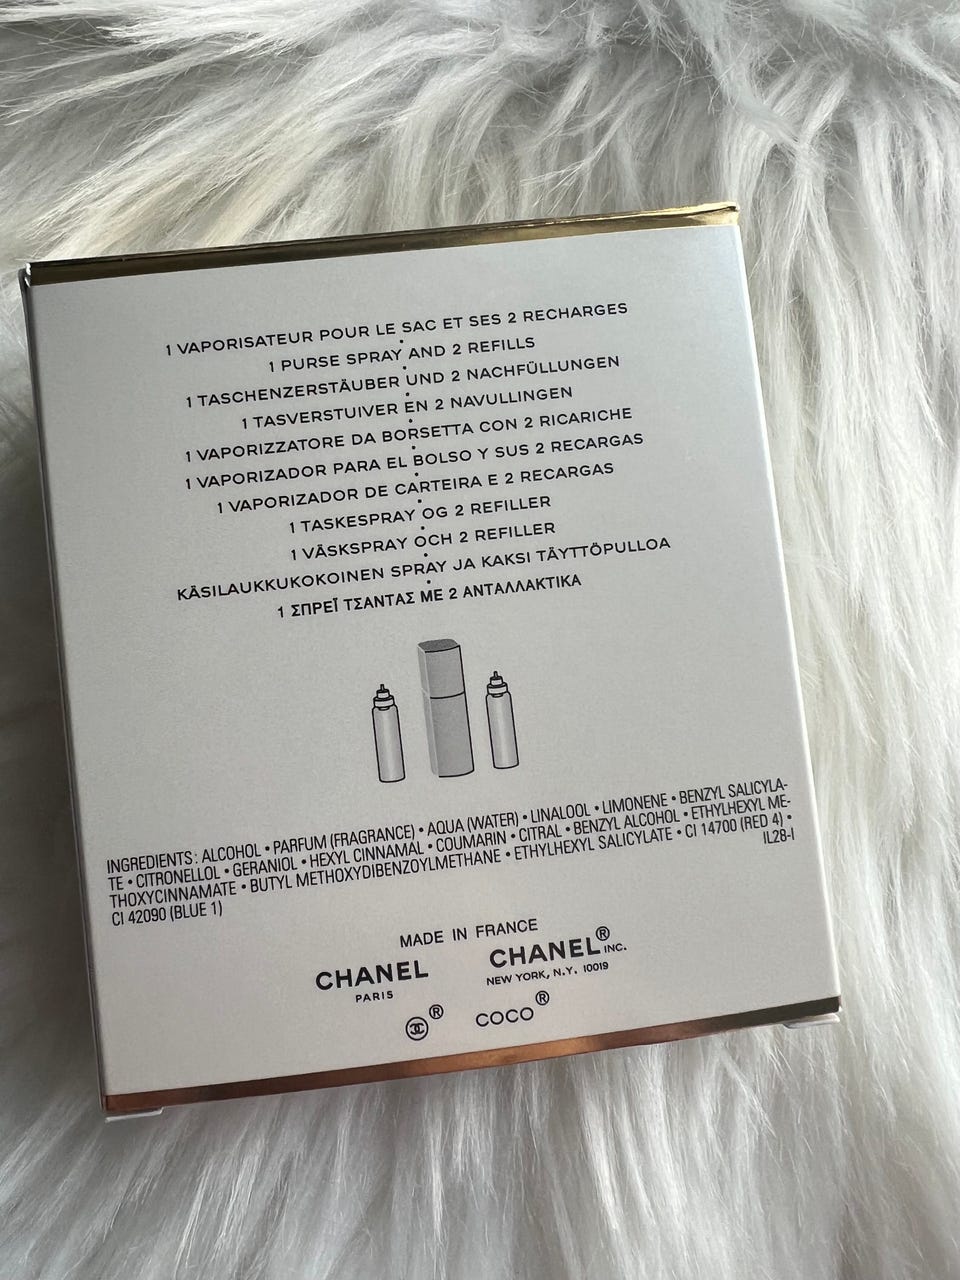 1 VAPORISATEUR POUR LE SAC ET SES 2 RECHARGES
•
1 PURSE SPRAY AND 2 REFILLS
•
1 TASCHENZERSTÄUBER UND 2 NACHFÜLLUNGEN
•
1 TASVERSTUIVER EN 2 NAVULLINGEN
•
1 VAPORIZZATORE DA BORSETTA CON 2 RICARICHE
•
1 VAPORIZADOR PARA EL BOLSO Y SUS 2 RECARGAS
•
1 VAPORIZADOR DE CARTEIRA E 2 RECARGAS
•
1 TASKESPRAY OG 2 REFILLER
•
1 VÄSKSPRAY OCH 2 REFILLER
•
KÄSILAUKKUKOKOINEN SPRAY JA KAKSI TÄYTTÖPULLOA
•
1 ΣΠΡΕΪ ΤΣΑΝΤΑΣ ΜΕ 2 ΑΝΤΑΛΛΑΚΤΙΚΑ
INGREDIENTS: ALCOHOL • PARFUM (FRAGRANCE) • AQUA (WATER) • LINALOOL • LIMONENE • BENZYL SALICYLA-
TE • CITRONELLOL • GERANIOL • HEXYL CINNAMAL • COUMARIN • CITRAL • BENZYL ALCOHOL • ETHYLHEXYL ME-
THOXYCINNAMATE • BUTYL METHOXYDIBENZOYLMETHANE • ETHYLHEXYL SALICYLATE • CI 14700 (RED 4) •
CI 42090 (BLUE 1) IL28-I
MADE IN FRANCE
CHANEL CHANEL® INC.
PARIS NEW YORK, N.Y. 10019
® COCO®